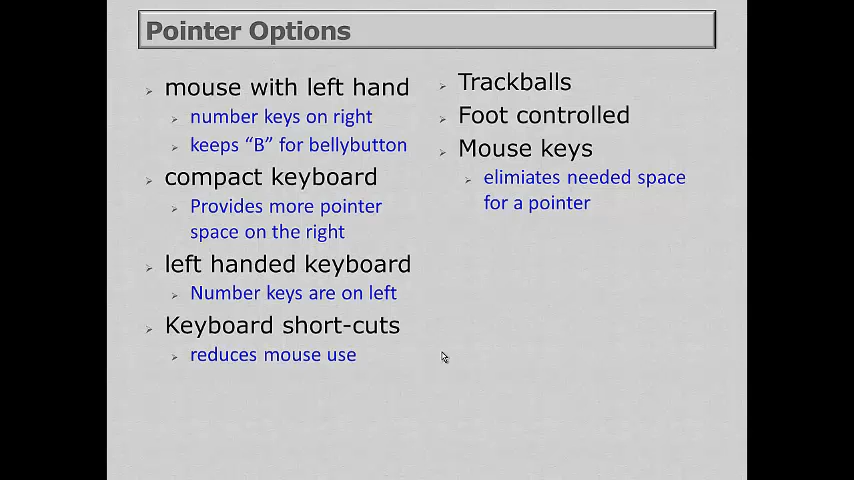 Pointer Options
mouse with left hand
number keys on right
keeps “B” for bellybutton
compact keyboard
Provides more pointer
space on the right
left handed keyboard
Number keys are on left
Keyboard short-cuts
reduces mouse use
Trackballs
Foot controlled
Mouse keys
elimiates needed space
for a pointer